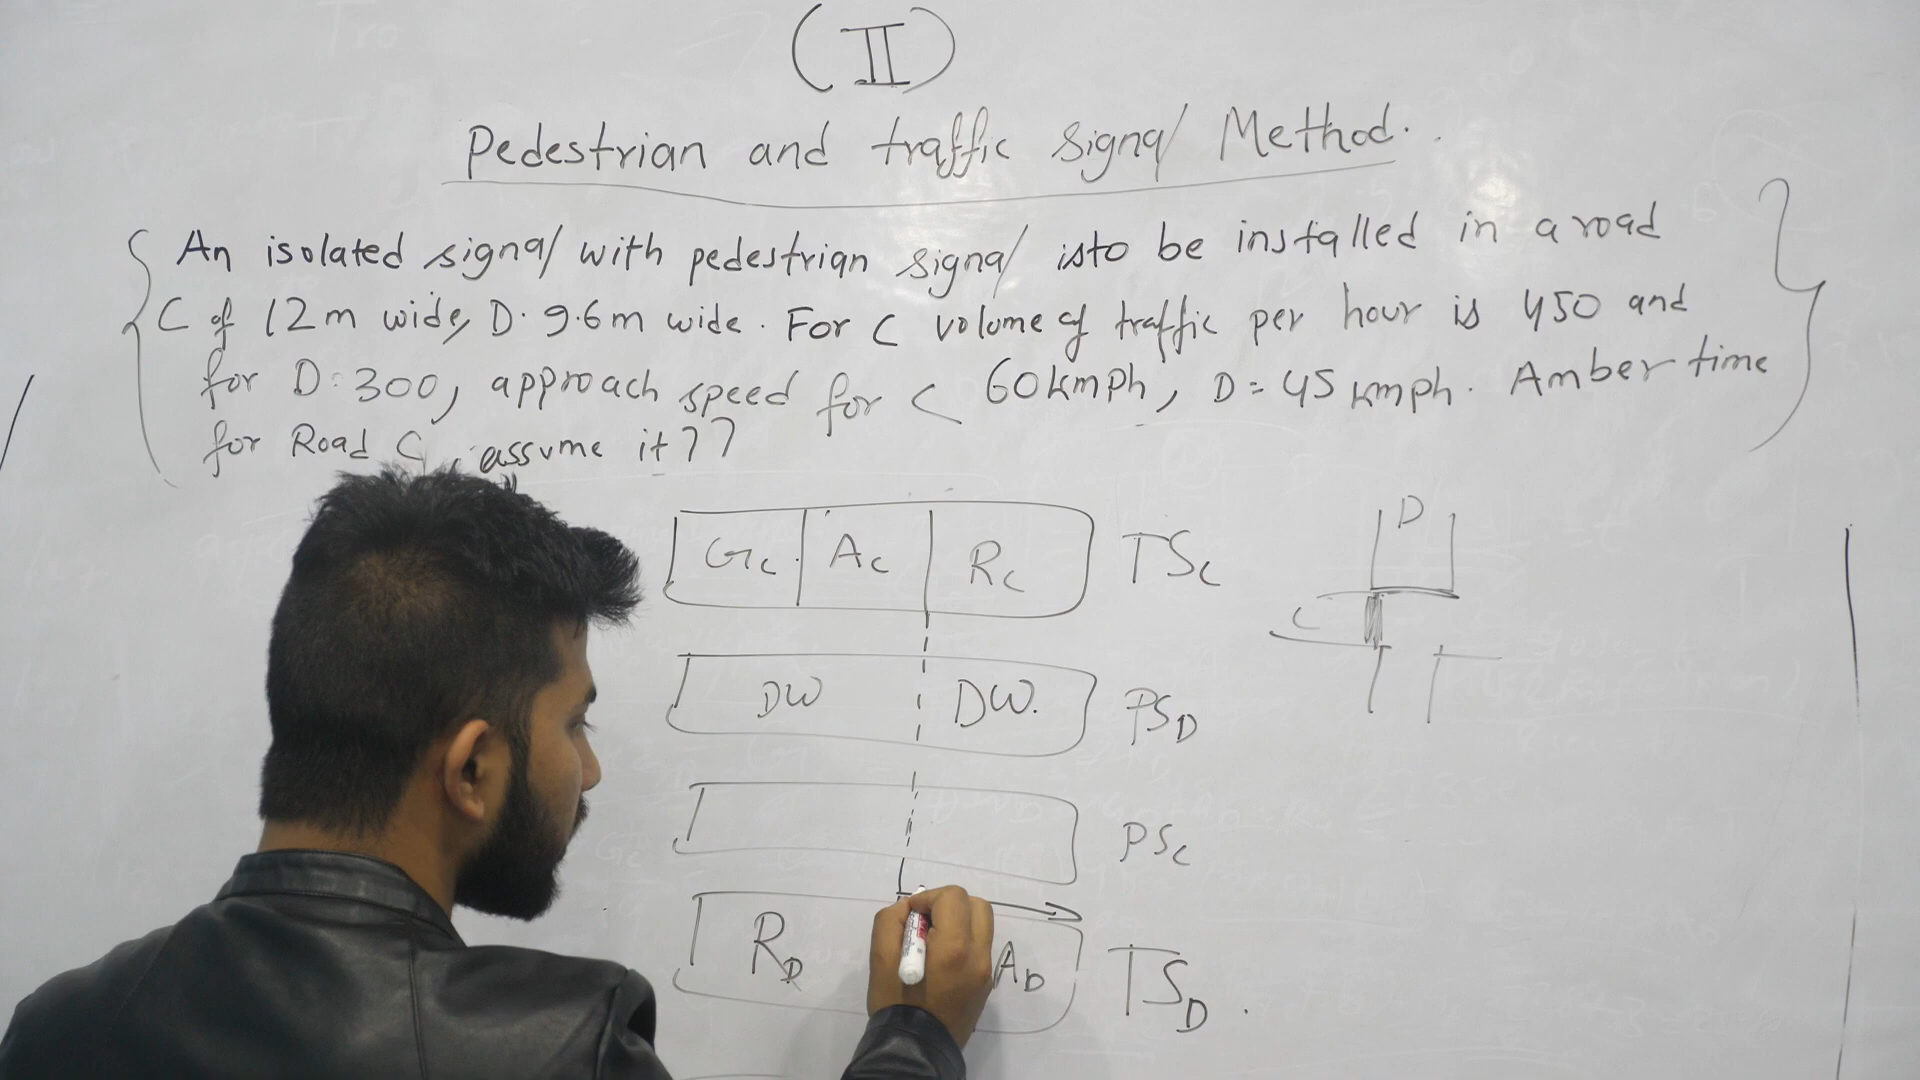 (II)
Pedestrian and traffic signal Method.
An isolated signal with pedestrian signal isto be installed in a road
C of 12m wide, D. 9.6m wide. For C volume of traffic per hour is 450 and
for D:300, approach speed for C 60kmph, D=45 kmph. Amber time
for Road C, assume it??
Gc Ac Rc TSc
D
C
DW DW. PSD
PSc
RD AD TSD.